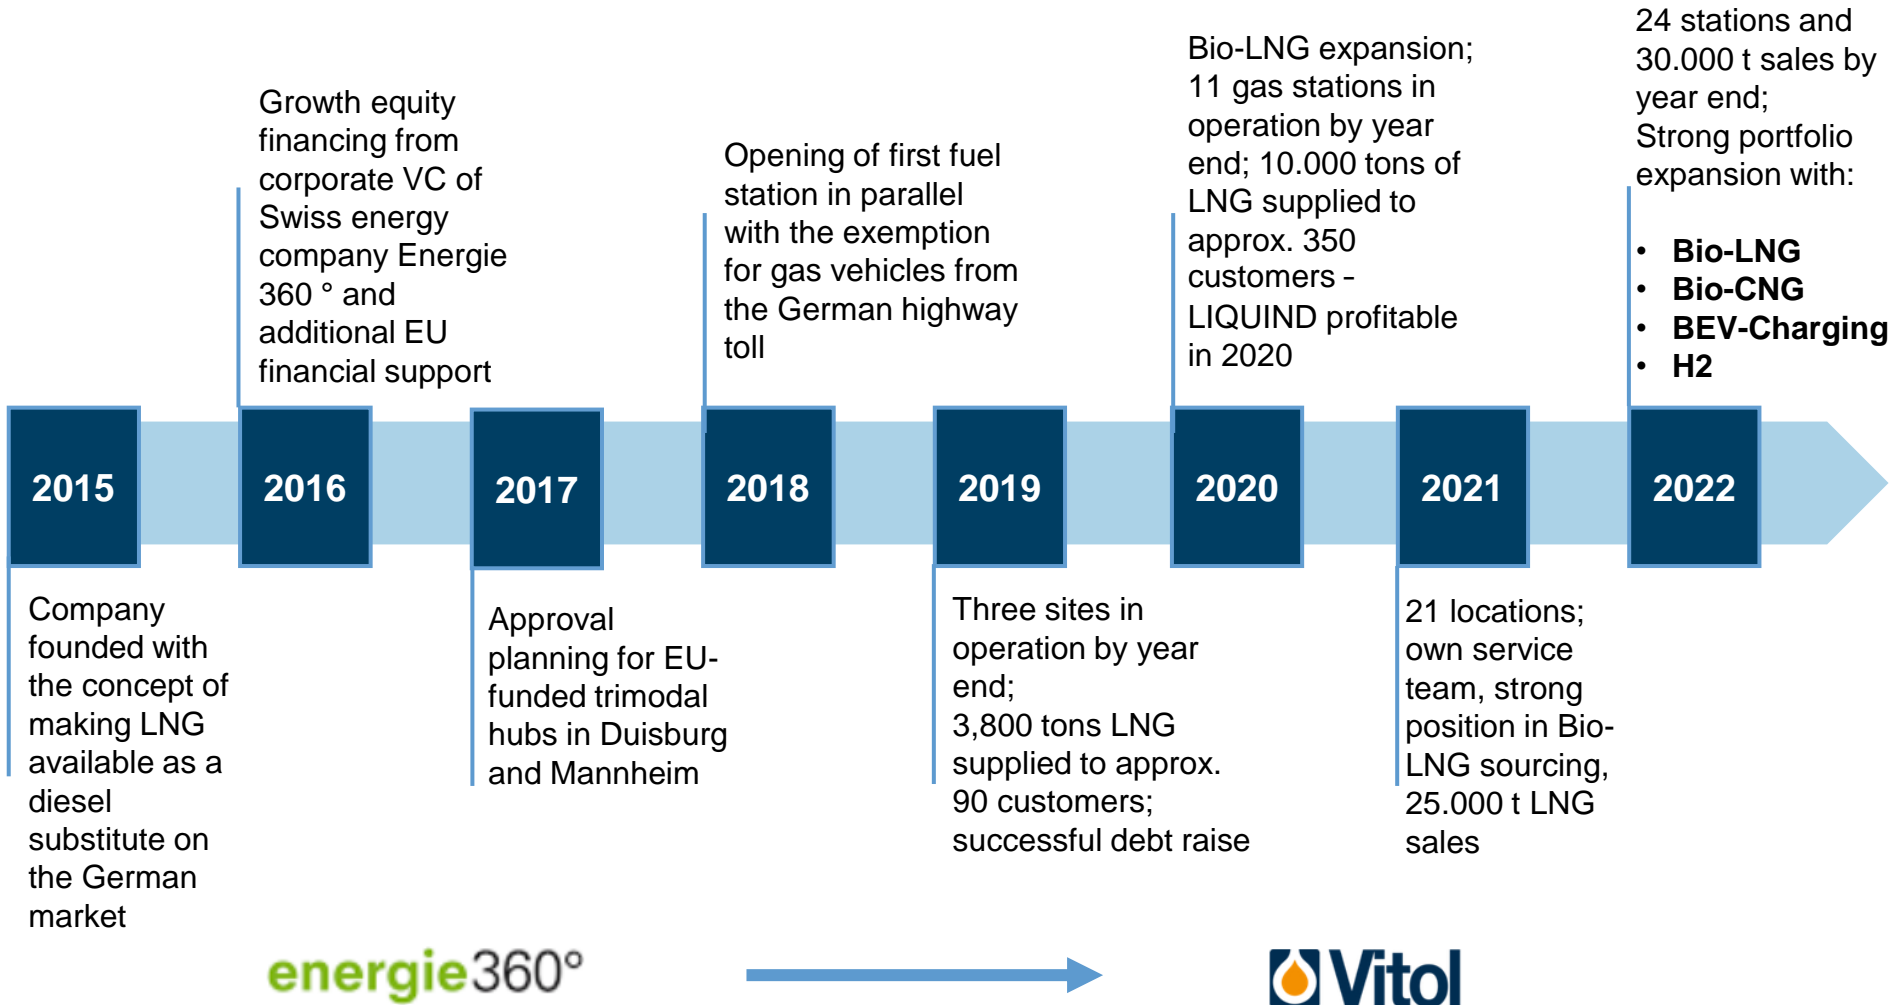 Growth equity
financing from
corporate VC of
Swiss energy
company Energie
360 ° and
additional EU
financial support
Opening of first fuel
station in parallel
with the exemption
for gas vehicles from
the German highway
toll
Bio-LNG expansion;
11 gas stations in
operation by year
end; 10.000 tons of
LNG supplied to
approx. 350
customers –
LIQUIND profitable
in 2020
24 stations and
30.000 t sales by
year end;
Strong portfolio
expansion with:
• Bio-LNG
• Bio-CNG
• BEV-Charging
• H2
2015
2016
2017
2018
2019
2020
2021
2022
Company
founded with
the concept of
making LNG
available as a
diesel
substitute on
the German
market
Approval
planning for EU-
funded trimodal
hubs in Duisburg
and Mannheim
Three sites in
operation by year
end;
3,800 tons LNG
supplied to approx.
90 customers;
successful debt raise
21 locations;
own service
team, strong
position in Bio-
LNG sourcing,
25.000 t LNG
sales
energie360°
Vitol